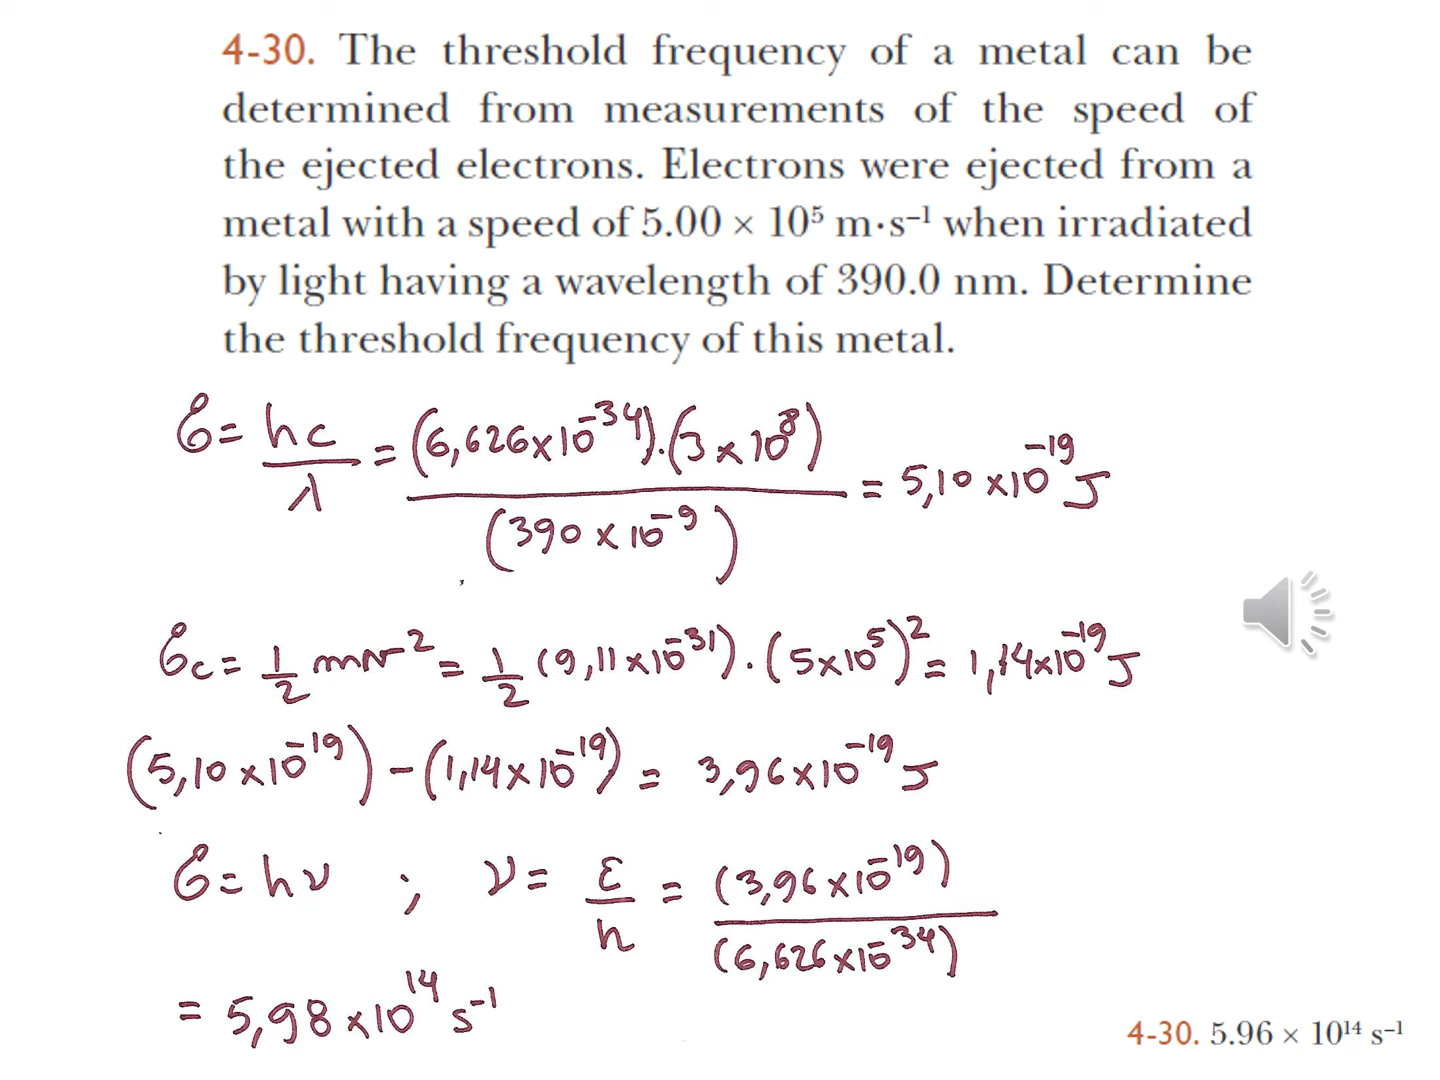 4-30. The threshold frequency of a metal can be
determined from measurements of the speed of
the ejected electrons. Electrons were ejected from a
metal with a speed of 5.00 × 10⁵ m·s⁻¹ when irradiated
by light having a wavelength of 390.0 nm. Determine
the threshold frequency of this metal.
Ɛ = hc/λ = (6,626×10⁻³⁴).(3×10⁸)/(390×10⁻⁹) = 5,10×10⁻¹⁹ J
Ɛc = 1/2 mv² = 1/2 (9,11×10⁻³¹).(5×10⁵)² = 1,14×10⁻¹⁹ J
(5,10×10⁻¹⁹) - (1,14×10⁻¹⁹) = 3,96×10⁻¹⁹ J
Ɛ = hν ; ν = Ɛ/h = (3,96×10⁻¹⁹)/(6,626×10⁻³⁴)
= 5,98×10¹⁴ s⁻¹
4-30. 5.96 × 10¹⁴ s⁻¹